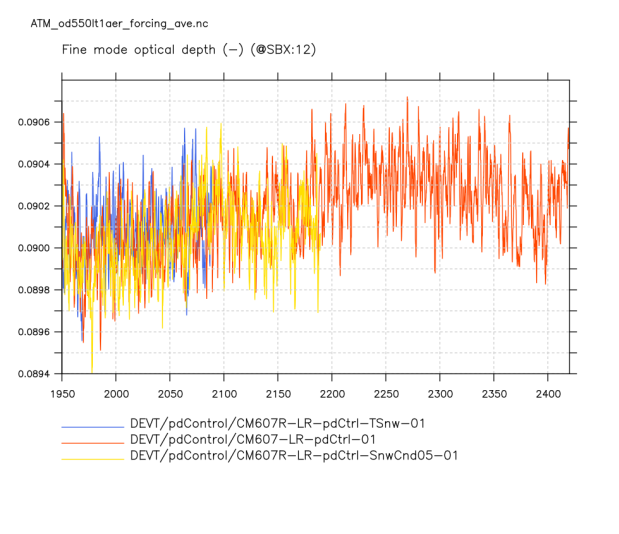 ATM_od550lt1aer_forcing_ave.nc
Fine mode optical depth (-) (@SBX:12)
0.0906
0.0904
0.0902
0.0900
0.0898
0.0896
0.0894
1950 2000 2050 2100 2150 2200 2250 2300 2350 2400
DEVT/pdControl/CM607R-LR-pdCtrl-TSnw-01
DEVT/pdControl/CM607-LR-pdCtrl-01
DEVT/pdControl/CM607R-LR-pdCtrl-SnwCnd05-01